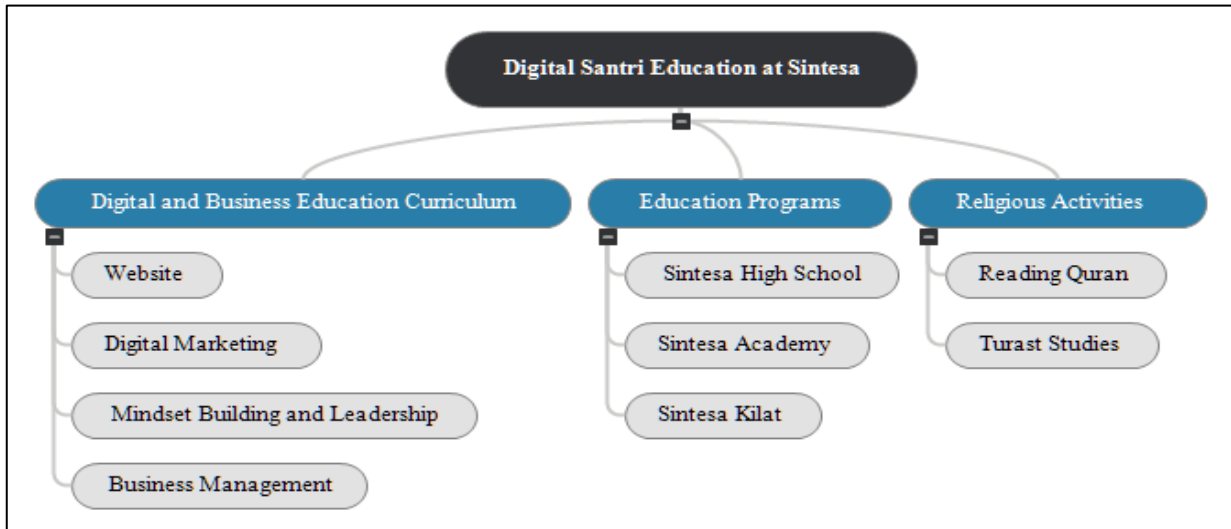 Digital Santri Education at Sintesa
Digital and Business Education Curriculum
Website
Digital Marketing
Mindset Building and Leadership
Business Management
Education Programs
Sintesa High School
Sintesa Academy
Sintesa Kilat
Religious Activities
Reading Quran
Turast Studies